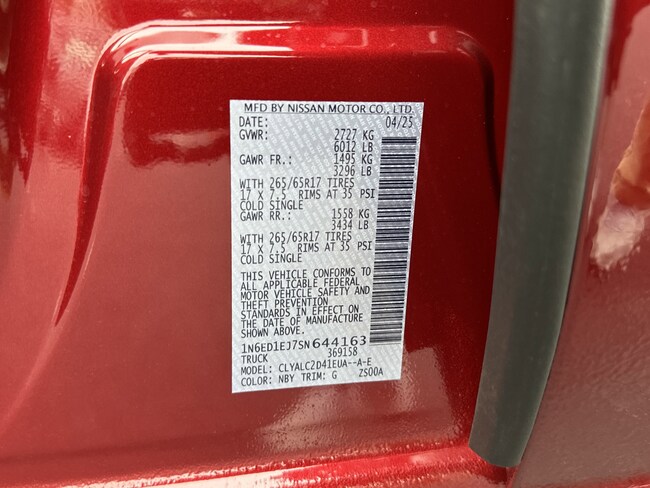 MFD BY NISSAN MOTOR CO., LTD.
DATE: 04/25
GVWR: 2727 KG
6012 LB
GAWR FR.: 1495 KG
3296 LB
WITH 265/65R17 TIRES
17 X 7.5 RIMS AT 35 PSI
COLD SINGLE
GAWR RR.: 1558 KG
3434 LB
WITH 265/65R17 TIRES
17 X 7.5 RIMS AT 35 PSI
COLD SINGLE
THIS VEHICLE CONFORMS TO
ALL APPLICABLE FEDERAL
MOTOR VEHICLE SAFETY AND
THEFT PREVENTION
STANDARDS IN EFFECT ON
THE DATE OF MANUFACTURE
SHOWN ABOVE.
1N6ED1EJ7SN644163
TRUCK 369158
MODEL: CLYALC2D41EUA--A-E
COLOR: NBY TRIM: G ZS00A